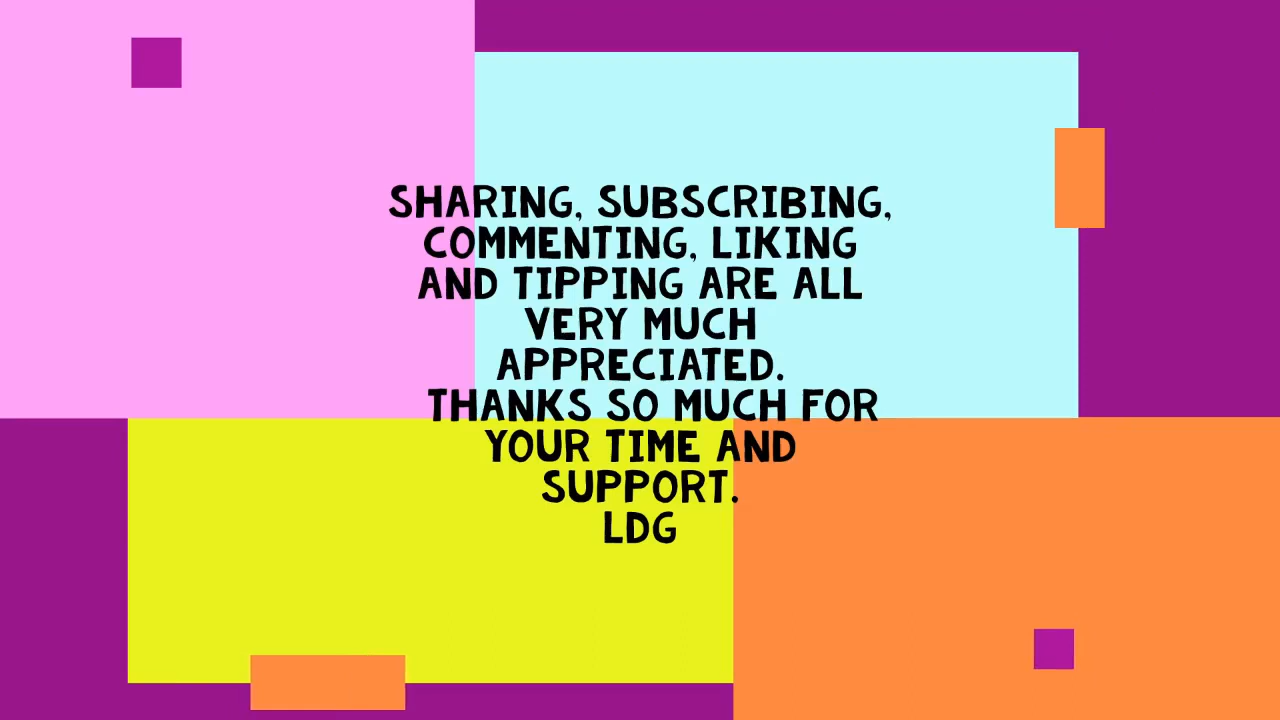 SHARING, SUBSCRIBING,
COMMENTING, LIKING
AND TIPPING ARE ALL
VERY MUCH
APPRECIATED.
THANKS SO MUCH FOR
YOUR TIME AND
SUPPORT.
LDG